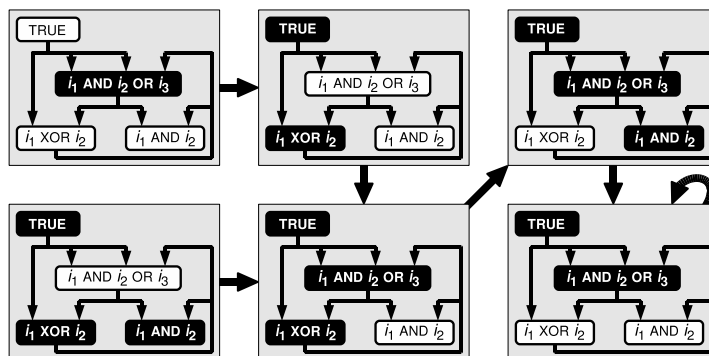 TRUE
i1 AND i2 OR i3
i1 XOR i2 i1 AND i2
TRUE
i1 AND i2 OR i3
i1 XOR i2 i1 AND i2
TRUE
i1 AND i2 OR i3
i1 XOR i2 i1 AND i2
TRUE
i1 AND i2 OR i3
i1 XOR i2 i1 AND i2
TRUE
i1 AND i2 OR i3
i1 XOR i2 i1 AND i2
TRUE
i1 AND i2 OR i3
i1 XOR i2 i1 AND i2